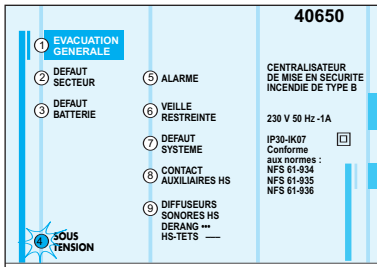 40650
1 EVACUATION
GENERALE
2 DEFAUT
SECTEUR
3 DEFAUT
BATTERIE
4 SOUS
TENSION
5 ALARME
6 VEILLE
RESTREINTE
7 DEFAUT
SYSTEME
8 CONTACT
AUXILIAIRES HS
9 DIFFUSEURS
SONORES HS
DERANG •••
HS-TETS —
CENTRALISATEUR
DE MISE EN SECURITE
INCENDIE DE TYPE B
230 V 50 Hz -1A
IP30-IK07
Conforme
aux normes :
NFS 61-934
NFS 61-935
NFS 61-936